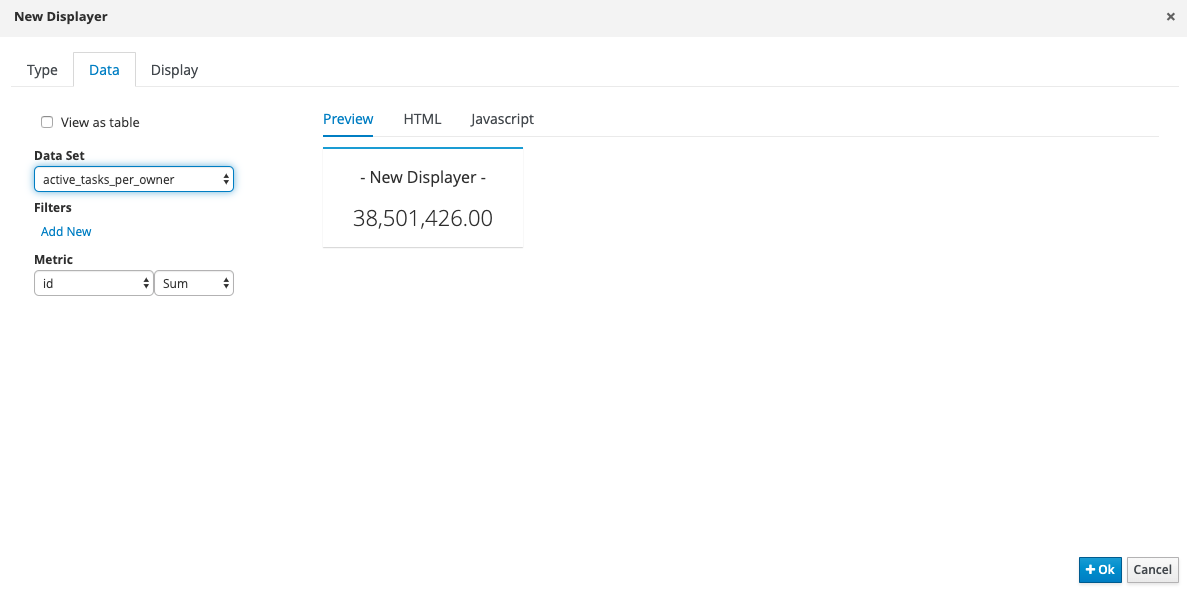 New Displayer ×
Type Data Display
View as table
Data Set
active_tasks_per_owner
Filters
Add New
Metric
id Sum
Preview HTML Javascript
- New Displayer -
38,501,426.00
+ Ok Cancel